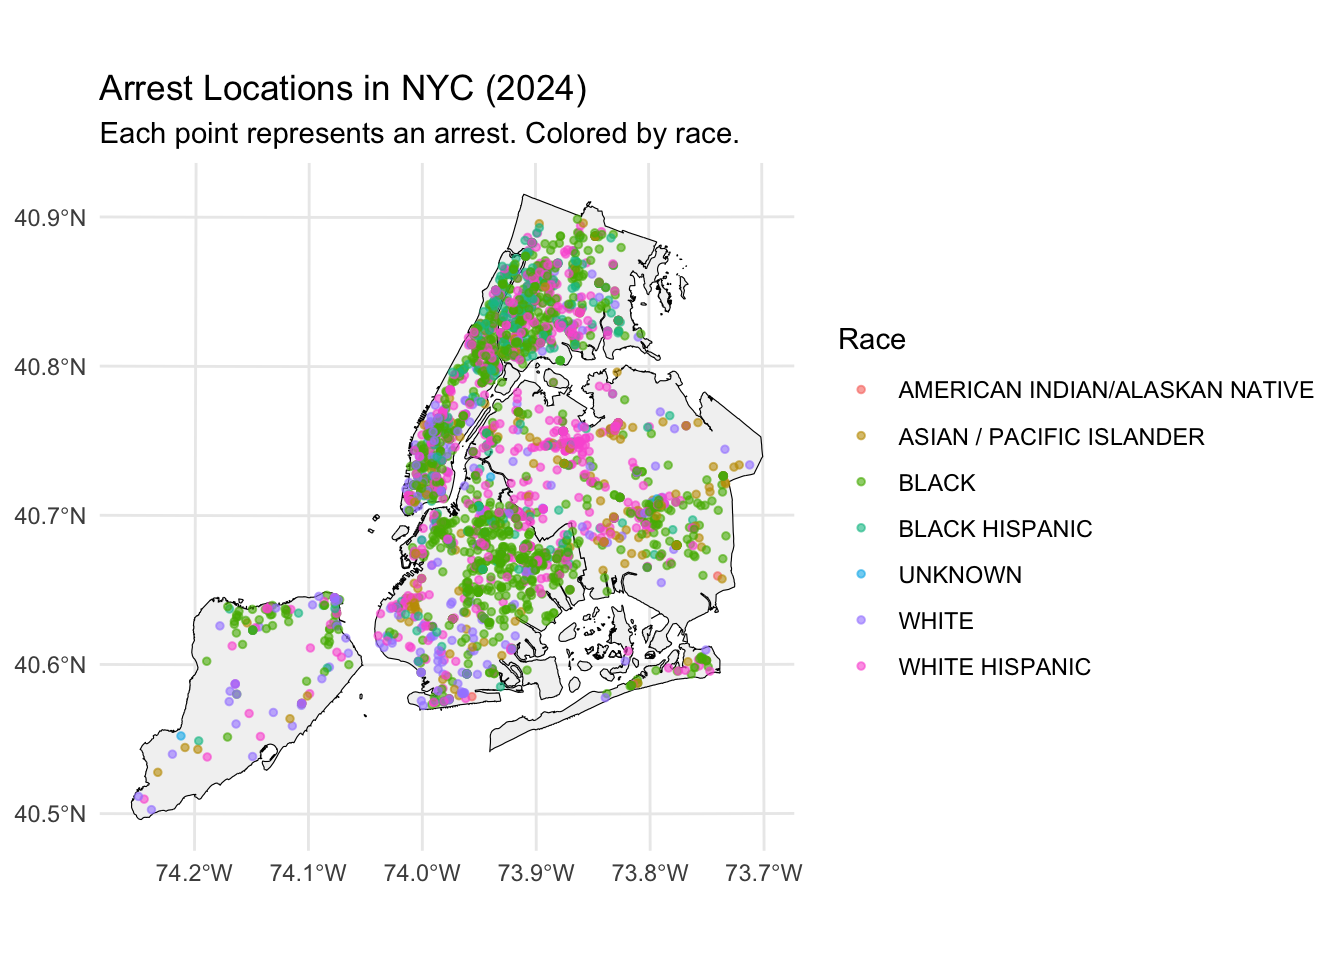 Arrest Locations in NYC (2024)
Each point represents an arrest. Colored by race.
40.9°N
40.8°N
40.7°N
40.6°N
40.5°N
74.2°W
74.1°W
74.0°W
73.9°W
73.8°W
73.7°W
Race
AMERICAN INDIAN/ALASKAN NATIVE
ASIAN / PACIFIC ISLANDER
BLACK
BLACK HISPANIC
UNKNOWN
WHITE
WHITE HISPANIC